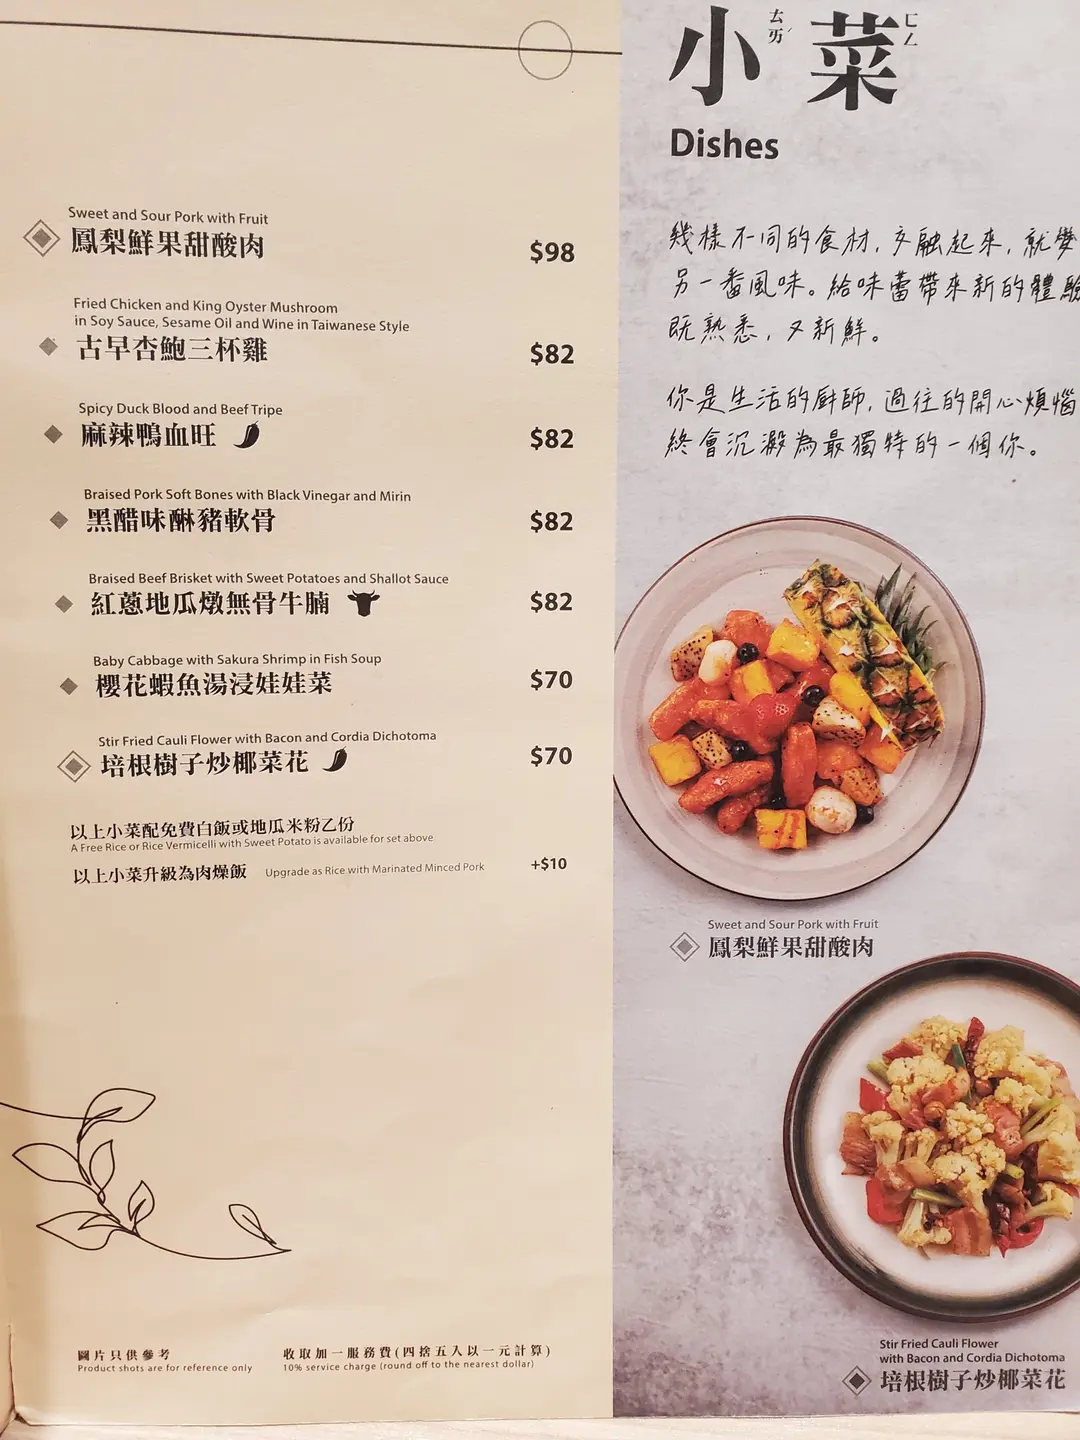 Sweet and Sour Pork with Fruit
鳳梨鮮果甜酸肉 $98
Fried Chicken and King Oyster Mushroom
in Soy Sauce, Sesame Oil and Wine in Taiwanese Style
古早杏鮑三杯雞 $82
Spicy Duck Blood and Beef Tripe
麻辣鴨血旺 $82
Braised Pork Soft Bones with Black Vinegar and Mirin
黑醋味醂豬軟骨 $82
Braised Beef Brisket with Sweet Potatoes and Shallot Sauce
紅蔥地瓜燉無骨牛腩 $82
Baby Cabbage with Sakura Shrimp in Fish Soup
櫻花蝦魚湯浸娃娃菜 $70
Stir Fried Cauli Flower with Bacon and Cordia Dichotoma
培根樹子炒椰菜花 $70
以上小菜配免費白飯或地瓜米粉乙份
A Free Rice or Rice Vermicelli with Sweet Potato is available for set above
以上小菜升級為肉燥飯 Upgrade as Rice with Marinated Minced Pork +$10
圖片只供參考
Product shots are for reference only
收取加一服務費(四捨五入以一元計算)
10% service charge (round off to the nearest dollar)
小菜
Dishes
幾樣不同的食材,交融起來,就變
另一番風味。給味蕾帶來新的體驗
既熟悉,又新鮮。
你是生活的廚師,過往的開心煩惱
終會沉澱為最獨特的一個你。
Sweet and Sour Pork with Fruit
鳳梨鮮果甜酸肉
Stir Fried Cauli Flower
with Bacon and Cordia Dichotoma
培根樹子炒椰菜花